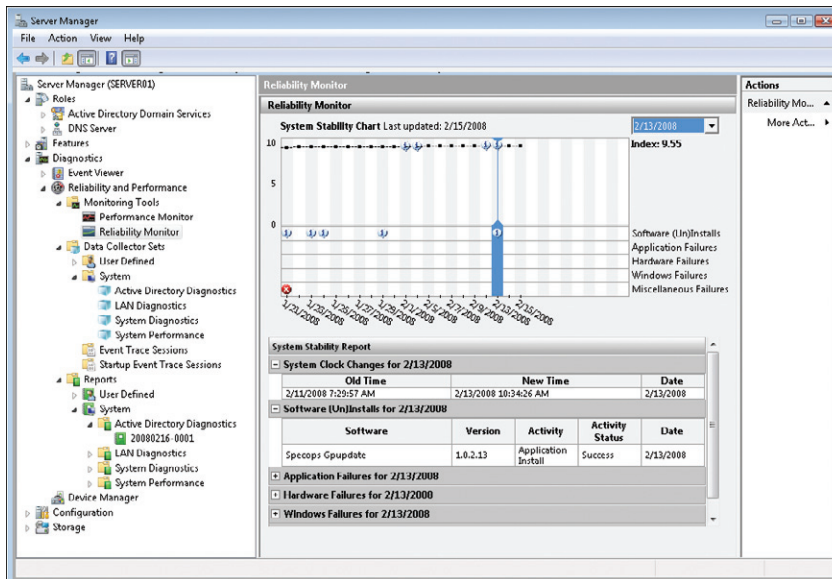 Server Manager
File Action View Help
Server Manager (SERVER01)
Roles
Active Directory Domain Services
DNS Server
Features
Diagnostics
Event Viewer
Reliability and Performance
Monitoring Tools
Performance Monitor
Reliability Monitor
Data Collector Sets
User Defined
System
Active Directory Diagnostics
LAN Diagnostics
System Diagnostics
System Performance
Event Trace Sessions
Startup Event Trace Sessions
Reports
User Defined
System
Active Directory Diagnostics
20080216-0001
LAN Diagnostics
System Diagnostics
System Performance
Device Manager
Configuration
Storage
Reliability Monitor
Reliability Monitor
System Stability Chart Last updated: 2/15/2008
2/13/2008
Index: 9.55
10
5
0
Software (Un)Installs
Application Failures
Hardware Failures
Windows Failures
Miscellaneous Failures
1/21/2008
1/23/2008
1/25/2008
1/27/2008
1/29/2008
1/31/2008
2/2/2008
2/5/2008
2/7/2008
2/9/2008
2/11/2008
2/13/2008
2/15/2008
System Stability Report
System Clock Changes for 2/13/2008
Old Time New Time Date
2/11/2008 7:29:57 AM 2/13/2008 10:34:26 AM 2/13/2008
Software (Un)Installs for 2/13/2008
Software Version Activity Activity Status Date
Specops Gpupdate 1.0.2.13 Application Install Success 2/13/2008
Application Failures for 2/13/2008
Hardware Failures for 2/13/2008
Windows Failures for 2/13/2008
Actions
Reliability Mo...
More Act...